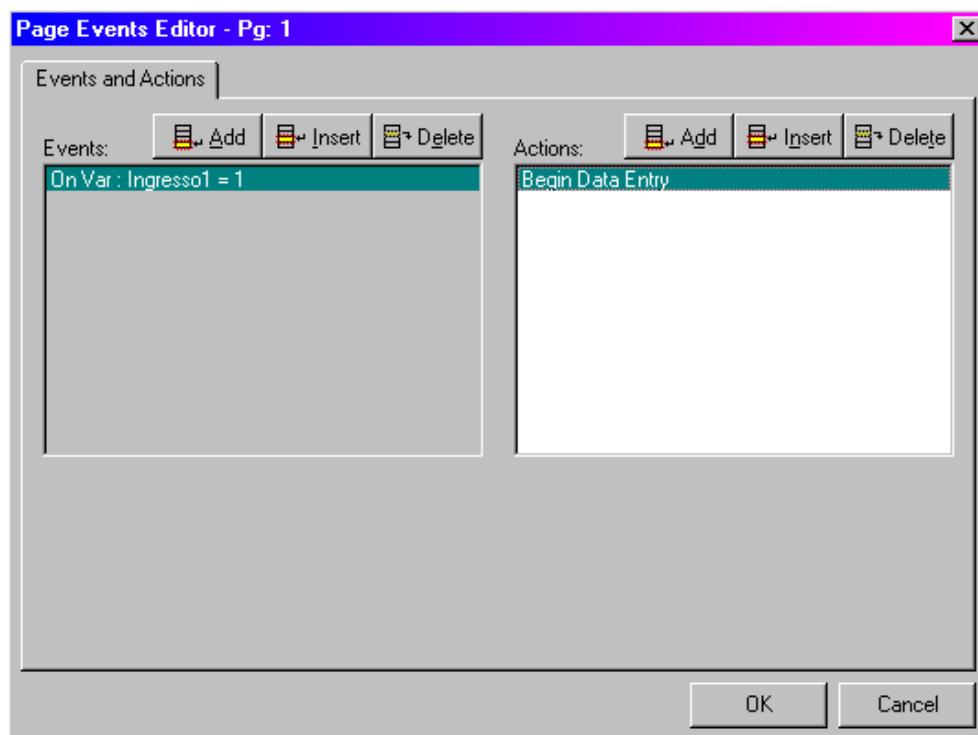 Page Events Editor - Pg: 1
Events and Actions
Events: Add Insert Delete
On Var : Ingresso1 = 1
Actions: Add Insert Delete
Begin Data Entry
OK Cancel